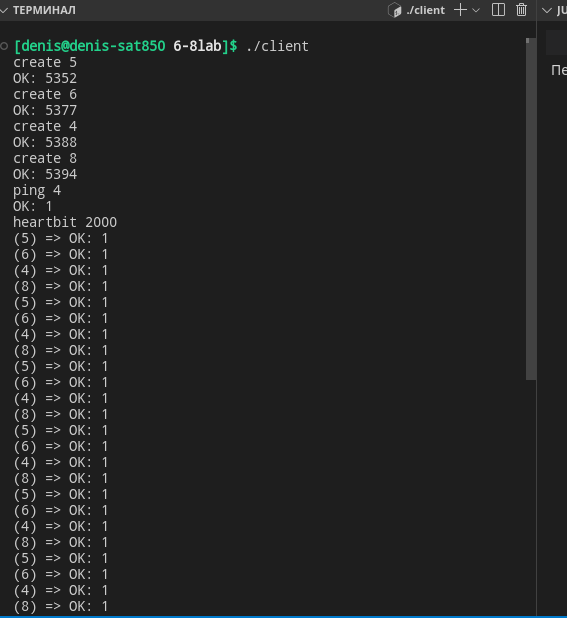 ТЕРМИНАЛ
./client
JU
[denis@denis-sat850 6-8lab]$ ./client
Пе
create 5
OK: 5352
create 6
OK: 5377
create 4
OK: 5388
create 8
OK: 5394
ping 4
OK: 1
heartbit 2000
(5) => OK: 1
(6) => OK: 1
(4) => OK: 1
(8) => OK: 1
(5) => OK: 1
(6) => OK: 1
(4) => OK: 1
(8) => OK: 1
(5) => OK: 1
(6) => OK: 1
(4) => OK: 1
(8) => OK: 1
(5) => OK: 1
(6) => OK: 1
(4) => OK: 1
(8) => OK: 1
(5) => OK: 1
(6) => OK: 1
(4) => OK: 1
(8) => OK: 1
(5) => OK: 1
(6) => OK: 1
(4) => OK: 1
(8) => OK: 1